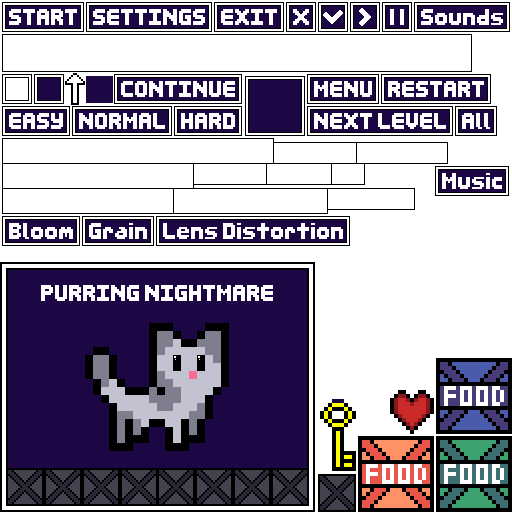 START SETTINGS EXIT Sounds
CONTINUE MENU RESTART
EASY NORMAL HARD NEXT LEVEL All
Music
Bloom Grain Lens Distortion
PURRING NIGHTMARE
FOOD
FOOD FOOD